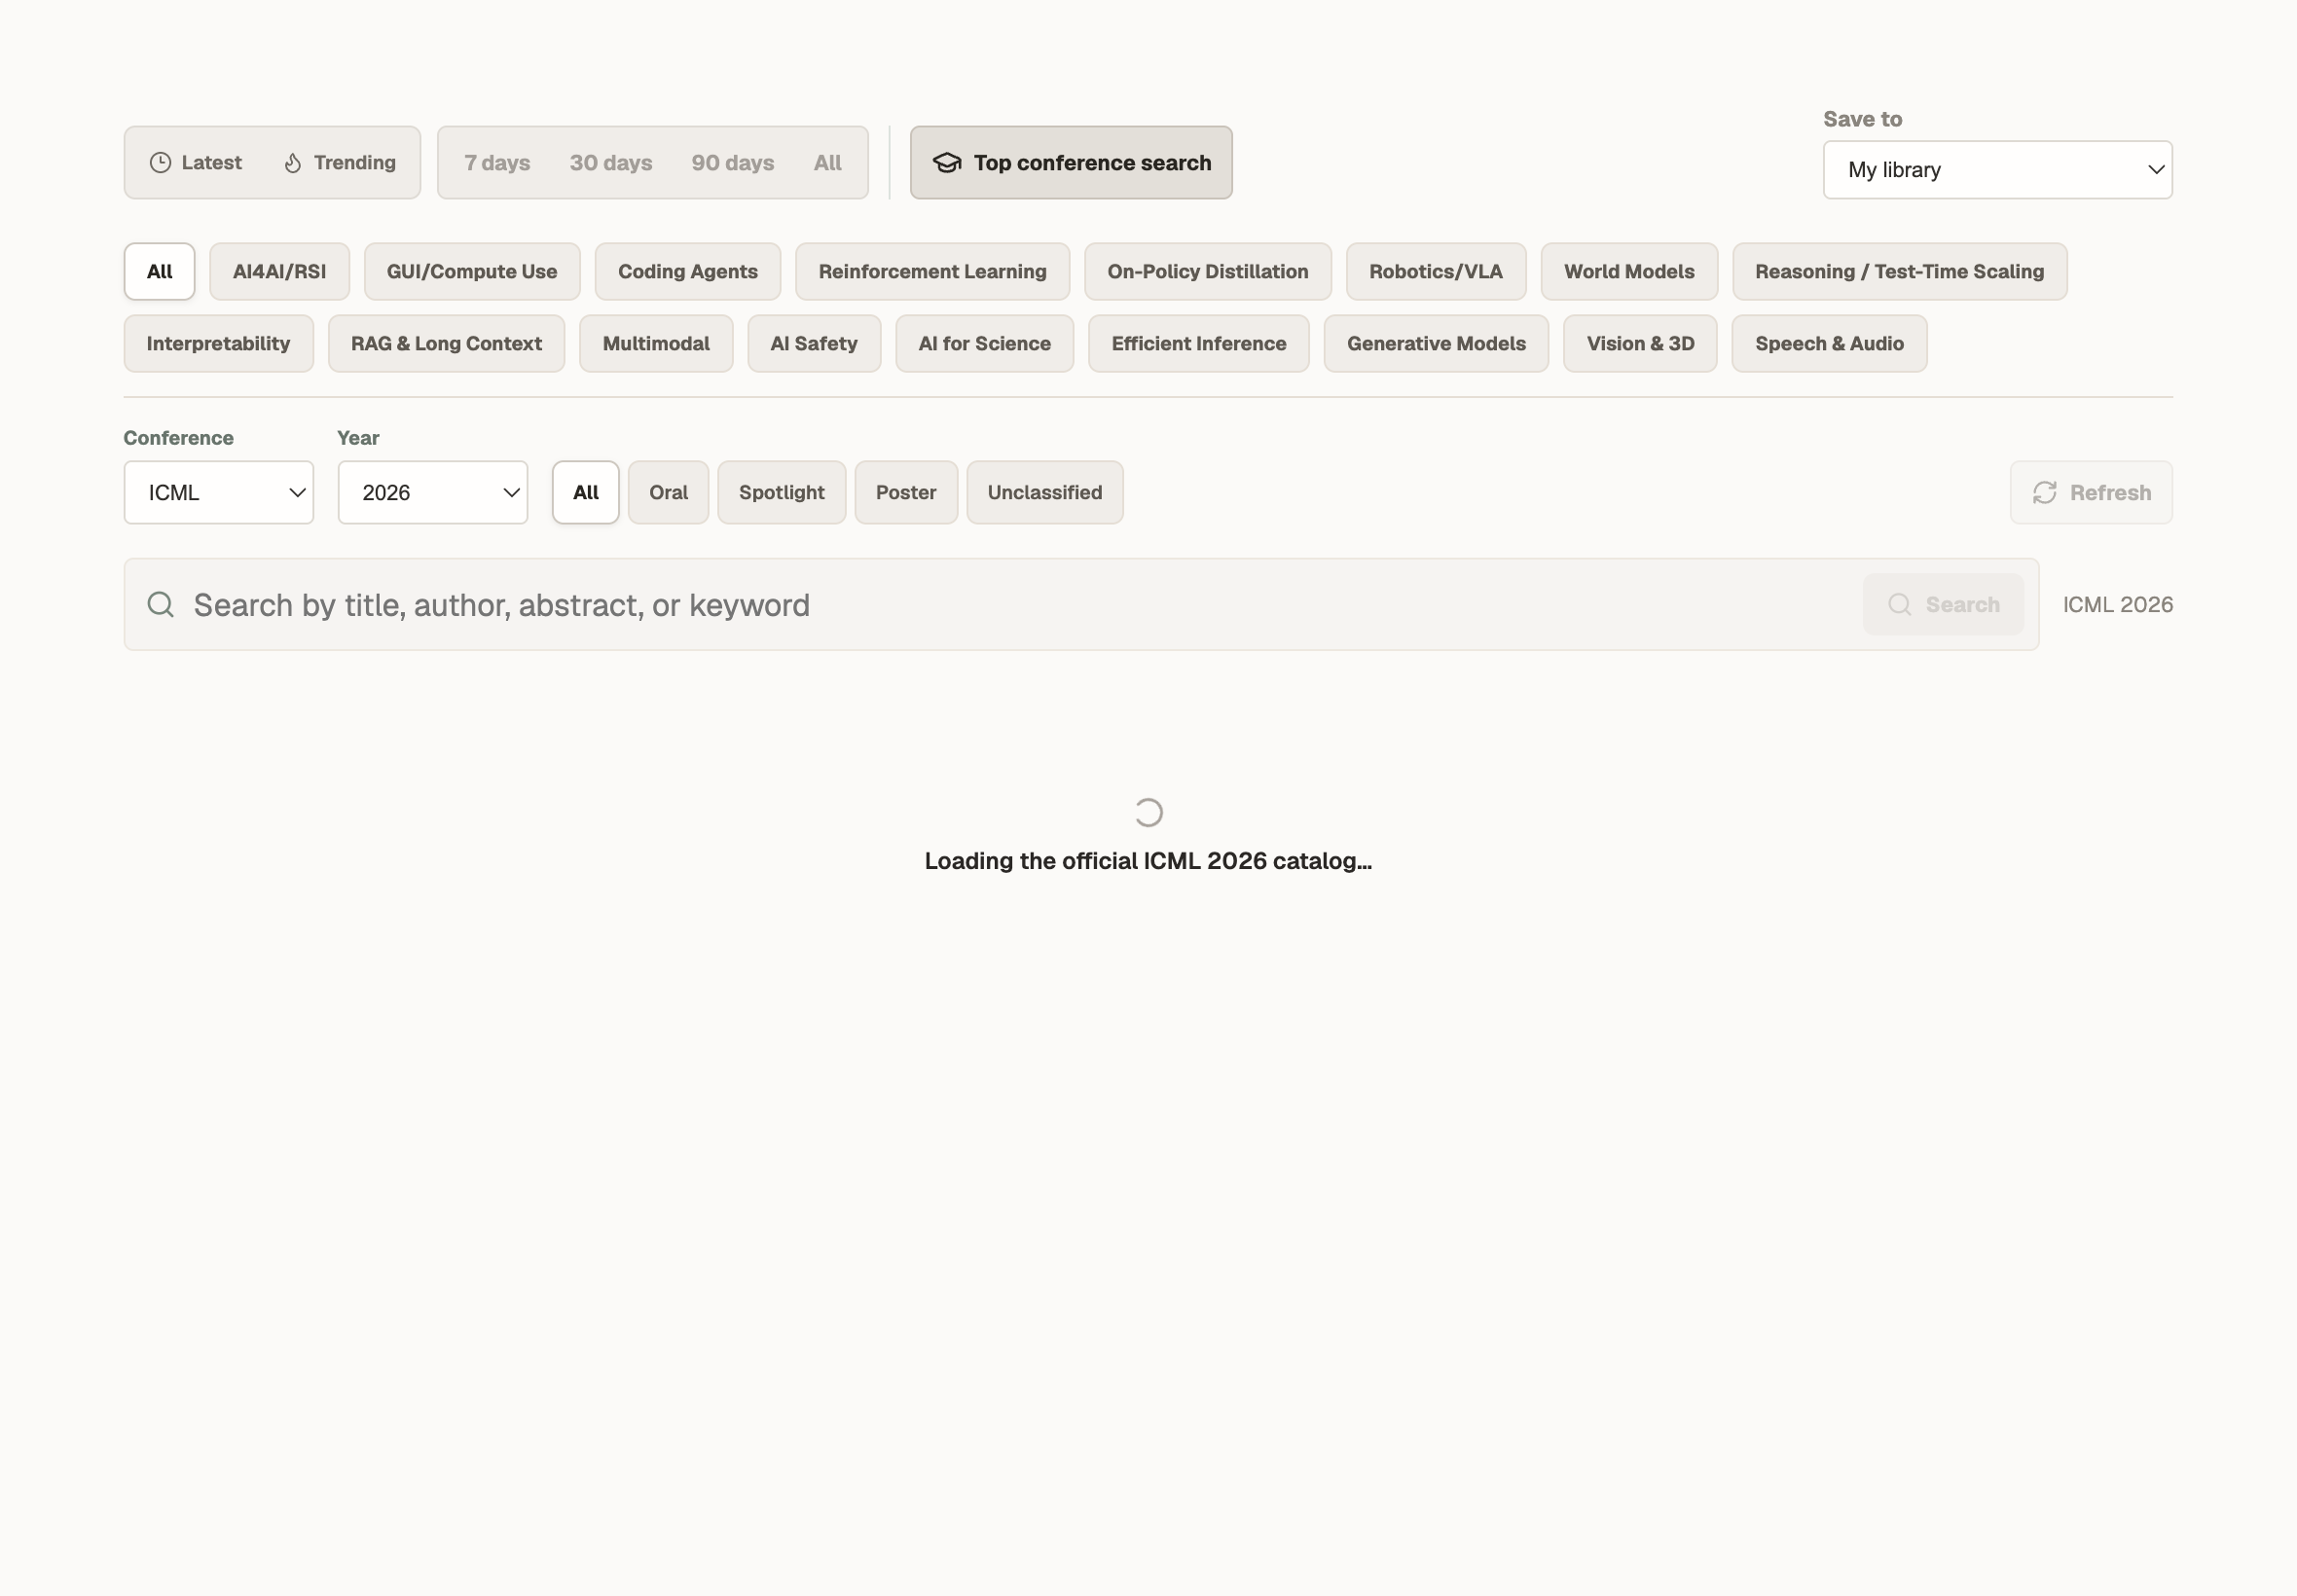 Save to
Latest Trending 7 days 30 days 90 days All Top conference search My library
All AI4AI/RSI GUI/Compute Use Coding Agents Reinforcement Learning On-Policy Distillation Robotics/VLA World Models Reasoning / Test-Time Scaling
Interpretability RAG & Long Context Multimodal AI Safety AI for Science Efficient Inference Generative Models Vision & 3D Speech & Audio
Conference Year
ICML 2026 All Oral Spotlight Poster Unclassified Refresh
Search by title, author, abstract, or keyword Search ICML 2026
Loading the official ICML 2026 catalog...